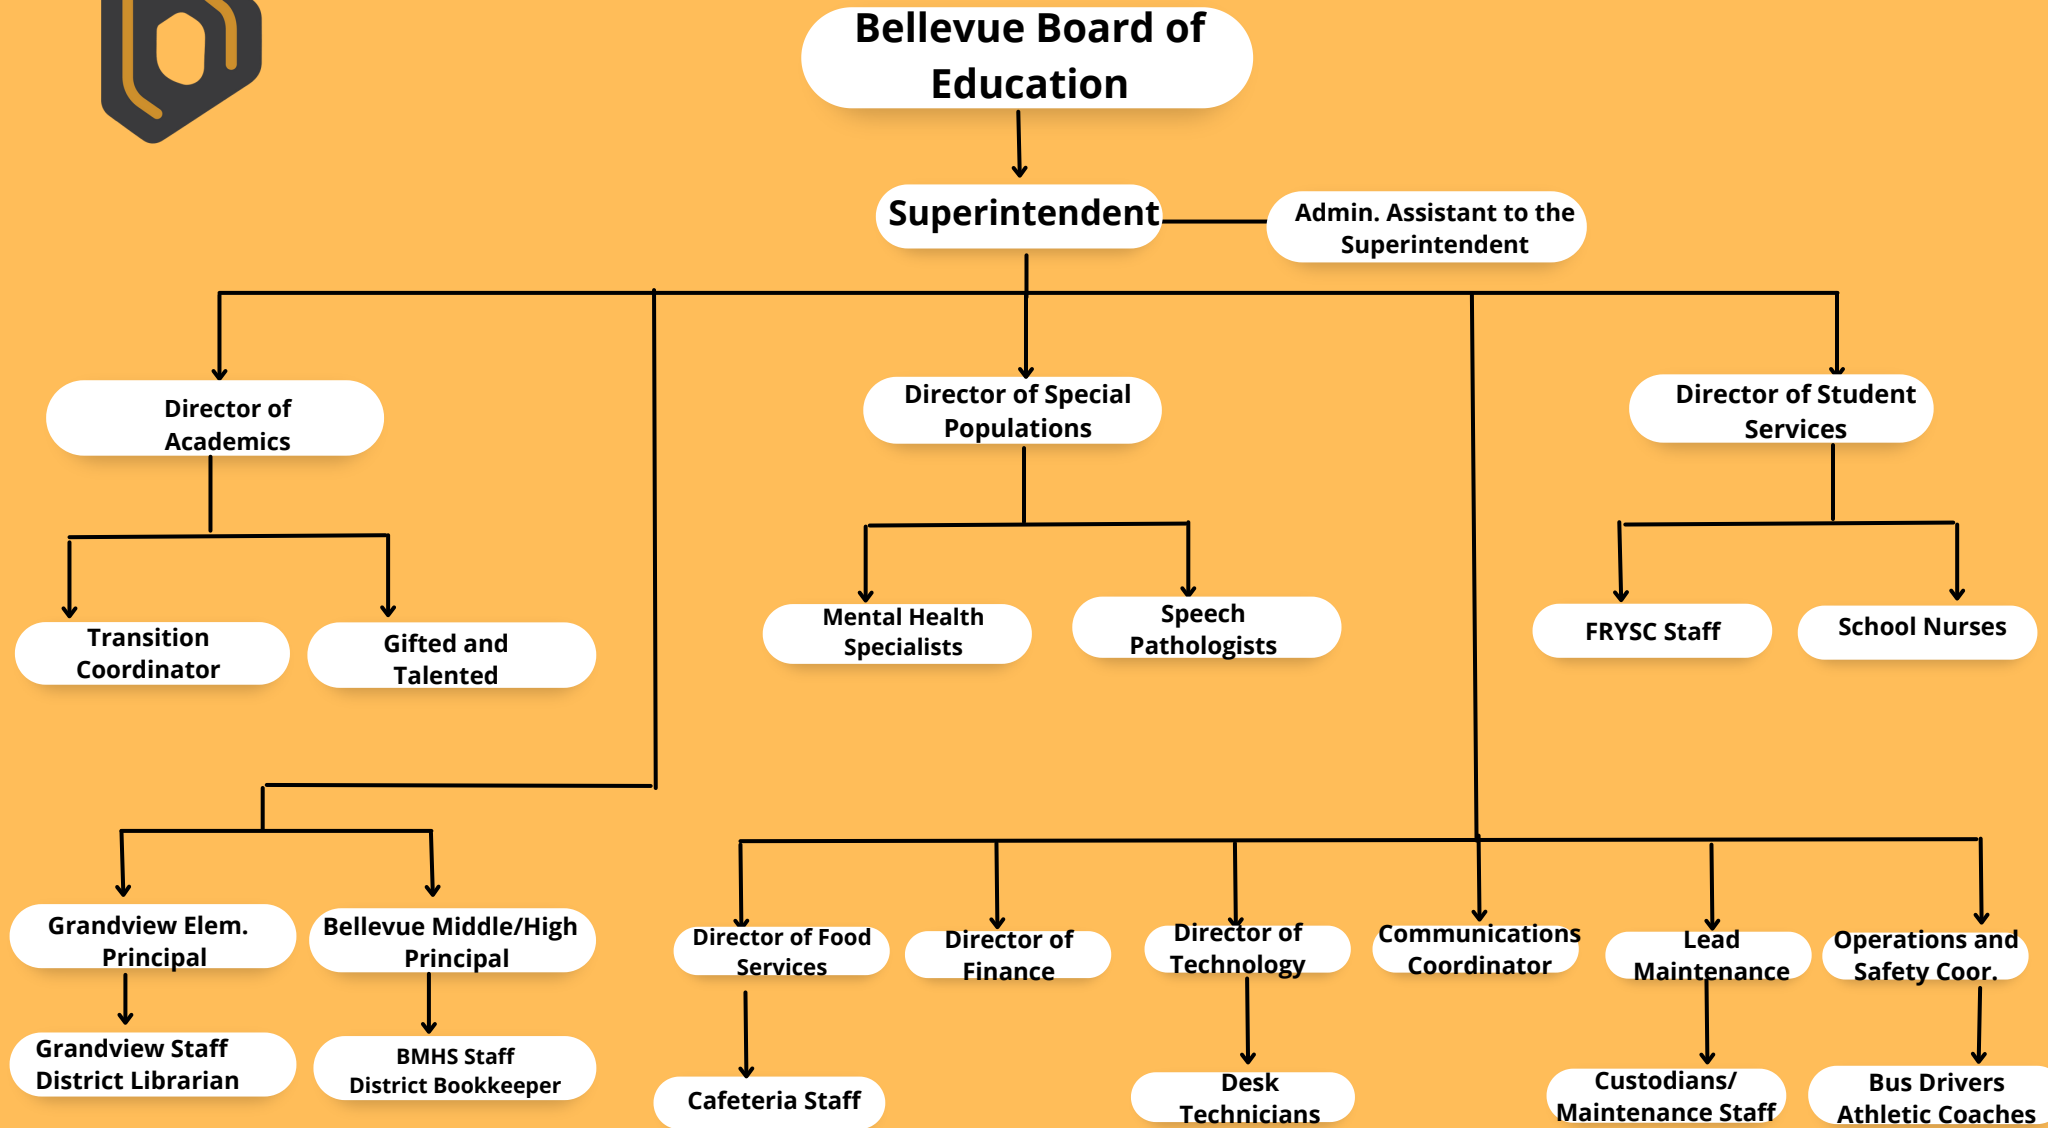 Bellevue Board of
Education
Superintendent
Admin. Assistant to the
Superintendent
Director of
Academics
Director of Special
Populations
Director of Student
Services
Transition
Coordinator
Gifted and
Talented
Mental Health
Specialists
Speech
Pathologists
FRYSC Staff
School Nurses
Grandview Elem.
Principal
Bellevue Middle/High
Principal
Director of Food
Services
Director of
Finance
Director of
Technology
Communications
Coordinator
Lead
Maintenance
Operations and
Safety Coor.
Grandview Staff
District Librarian
BMHS Staff
District Bookkeeper
Cafeteria Staff
Desk
Technicians
Custodians/
Maintenance Staff
Bus Drivers
Athletic Coaches